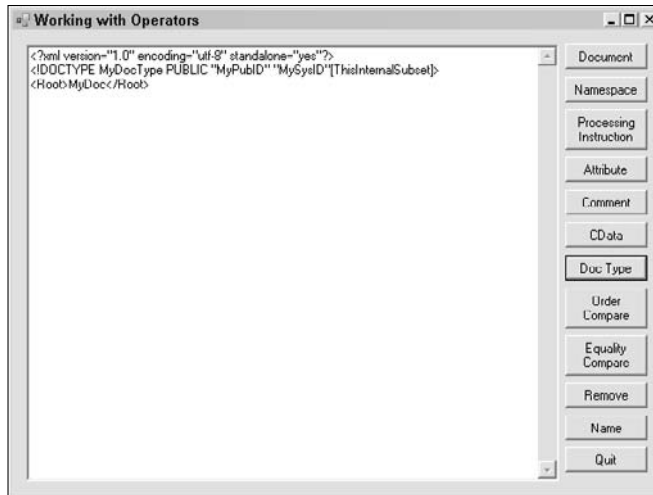 Working with Operators
<?xml version="1.0" encoding="utf-8" standalone="yes"?>
<!DOCTYPE MyDocType PUBLIC "MyPubID" "MySysID"[ThisInternalSubset]>
<Root>MyDoc</Root>
Document
Namespace
Processing
Instruction
Attribute
Comment
CData
Doc Type
Order
Compare
Equality
Compare
Remove
Name
Quit